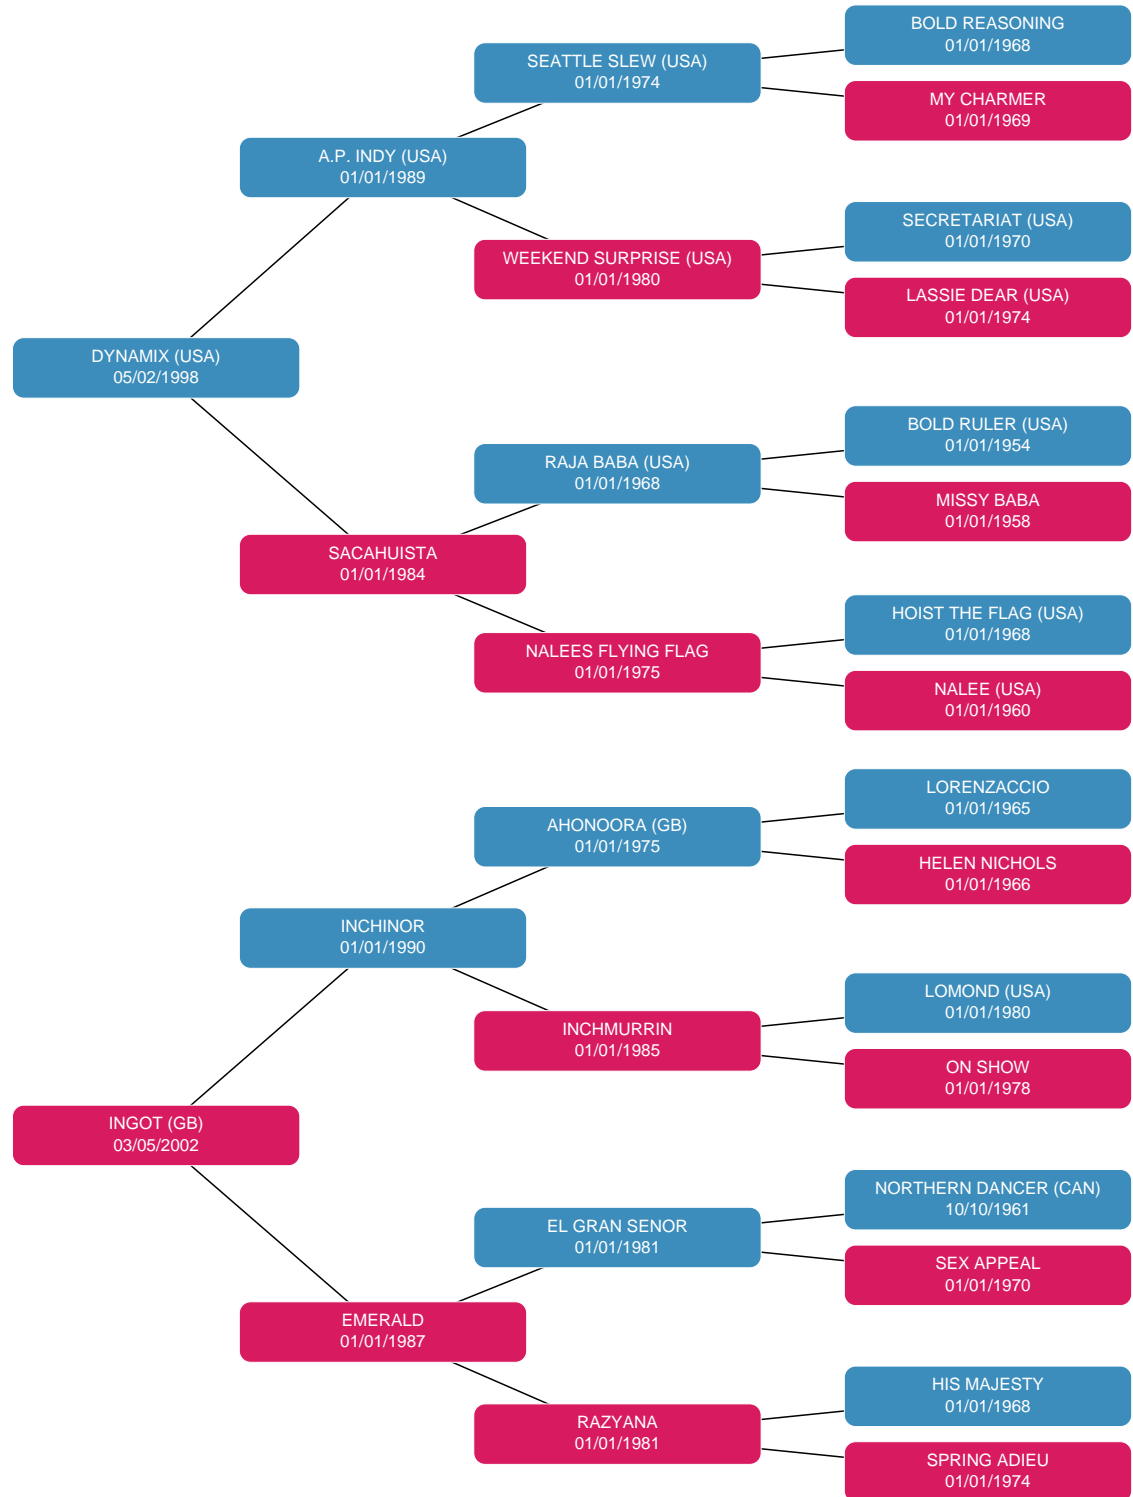 BOLD REASONING
01/01/1968
SEATTLE SLEW (USA)
01/01/1974
MY CHARMER
01/01/1969
A.P. INDY (USA)
01/01/1989
SECRETARIAT (USA)
01/01/1970
WEEKEND SURPRISE (USA)
01/01/1980
LASSIE DEAR (USA)
01/01/1974
DYNAMIX (USA)
05/02/1998
BOLD RULER (USA)
01/01/1954
RAJA BABA (USA)
01/01/1968
MISSY BABA
01/01/1958
SACAHUISTA
01/01/1984
HOIST THE FLAG (USA)
01/01/1968
NALEES FLYING FLAG
01/01/1975
NALEE (USA)
01/01/1960
LORENZACCIO
01/01/1965
AHONOORA (GB)
01/01/1975
HELEN NICHOLS
01/01/1966
INCHINOR
01/01/1990
LOMOND (USA)
01/01/1980
INCHMURRIN
01/01/1985
ON SHOW
01/01/1978
INGOT (GB)
03/05/2002
NORTHERN DANCER (CAN)
10/10/1961
EL GRAN SENOR
01/01/1981
SEX APPEAL
01/01/1970
EMERALD
01/01/1987
HIS MAJESTY
01/01/1968
RAZYANA
01/01/1981
SPRING ADIEU
01/01/1974